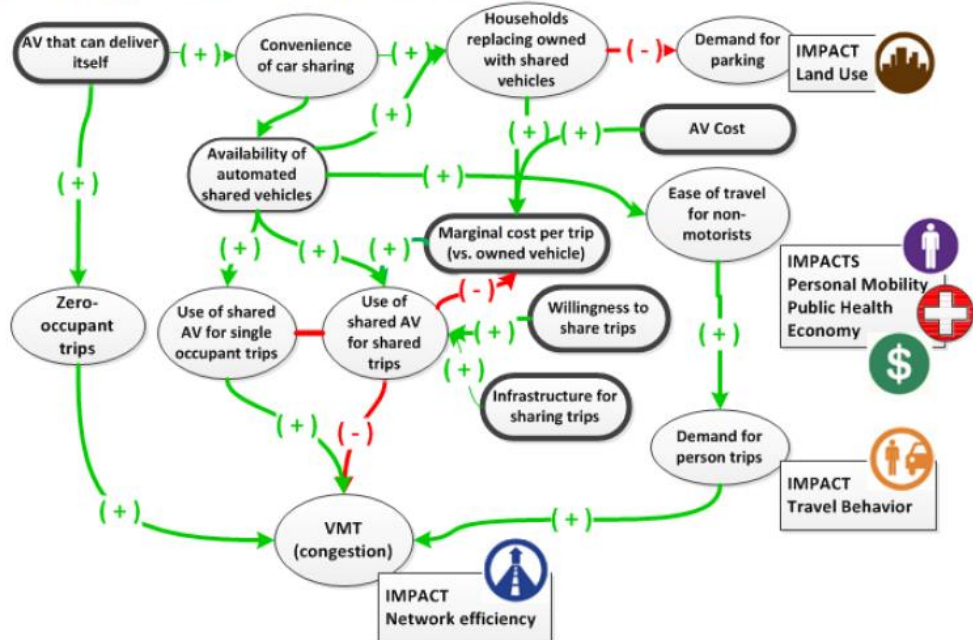 AV that can deliver
itself
(+)
Convenience
of car sharing
(+)
Households
replacing owned
with shared
vehicles
(-)
Demand for
parking
IMPACT
Land Use
(+)
(+)
(+)
AV Cost
Availability of
automated
shared vehicles
(+)
(+)
Ease of travel
for non-
motorists
(+)
(+)
(+)
Marginal cost per trip
(vs. owned vehicle)
IMPACTS
Personal Mobility
Public Health
Economy
$
Zero-
occupant
trips
Use of shared
AV for single
occupant trips
Use of
shared AV
for shared
trips
(-)
(+)
Willingness to
share trips
(+)
(+)
Infrastructure for
sharing trips
(+)
(-)
Demand for
person trips
IMPACT
Travel Behavior
(+)
VMT
(congestion)
(+)
IMPACT
Network efficiency